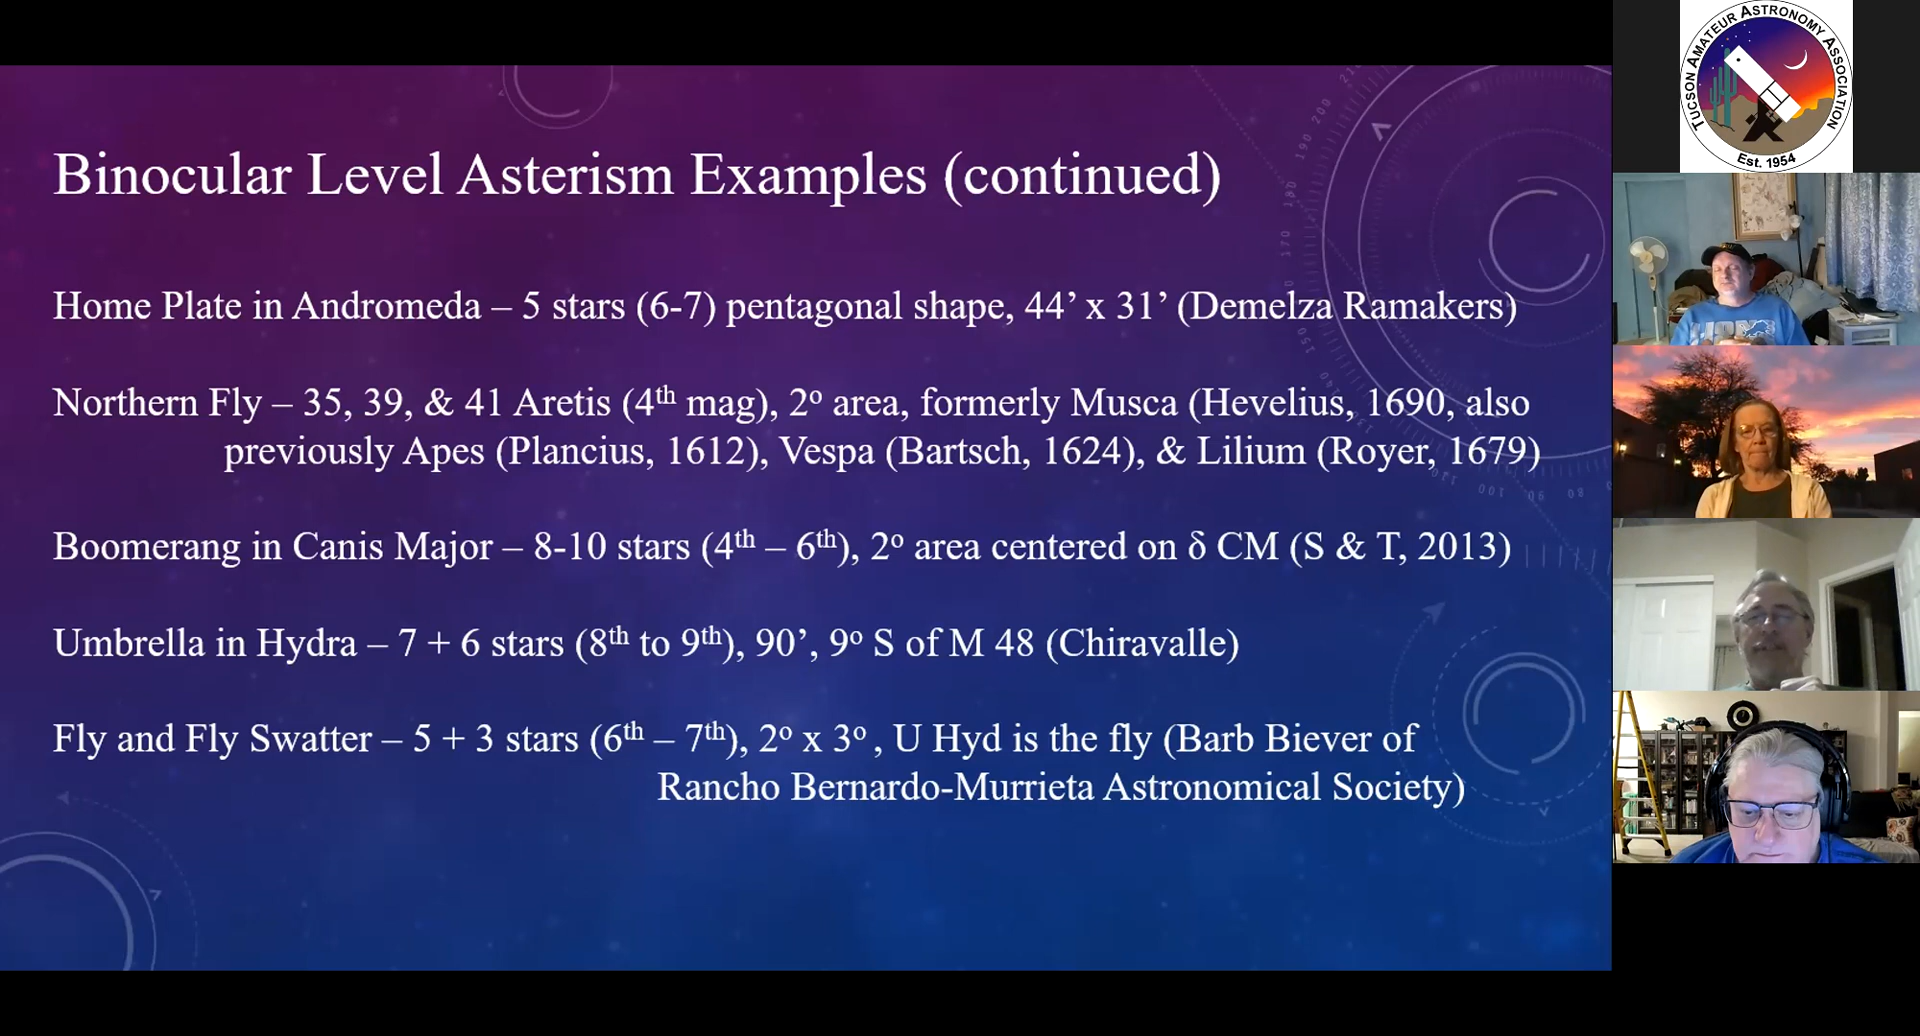 Binocular Level Asterism Examples (continued)
Home Plate in Andromeda – 5 stars (6-7) pentagonal shape, 44’ x 31’ (Demelza Ramakers)
Northern Fly – 35, 39, & 41 Aretis (4th mag), 2º area, formerly Musca (Hevelius, 1690, also
previously Apes (Plancius, 1612), Vespa (Bartsch, 1624), & Lilium (Royer, 1679)
Boomerang in Canis Major – 8-10 stars (4th – 6th), 2º area centered on δ CM (S & T, 2013)
Umbrella in Hydra – 7 + 6 stars (8th to 9th), 90’, 9º S of M 48 (Chiravalle)
Fly and Fly Swatter – 5 + 3 stars (6th – 7th), 2º x 3º , U Hyd is the fly (Barb Biever of
Rancho Bernardo-Murrieta Astronomical Society)
TUCSON AMATEUR ASTRONOMY ASSOCIATION
Est. 1954